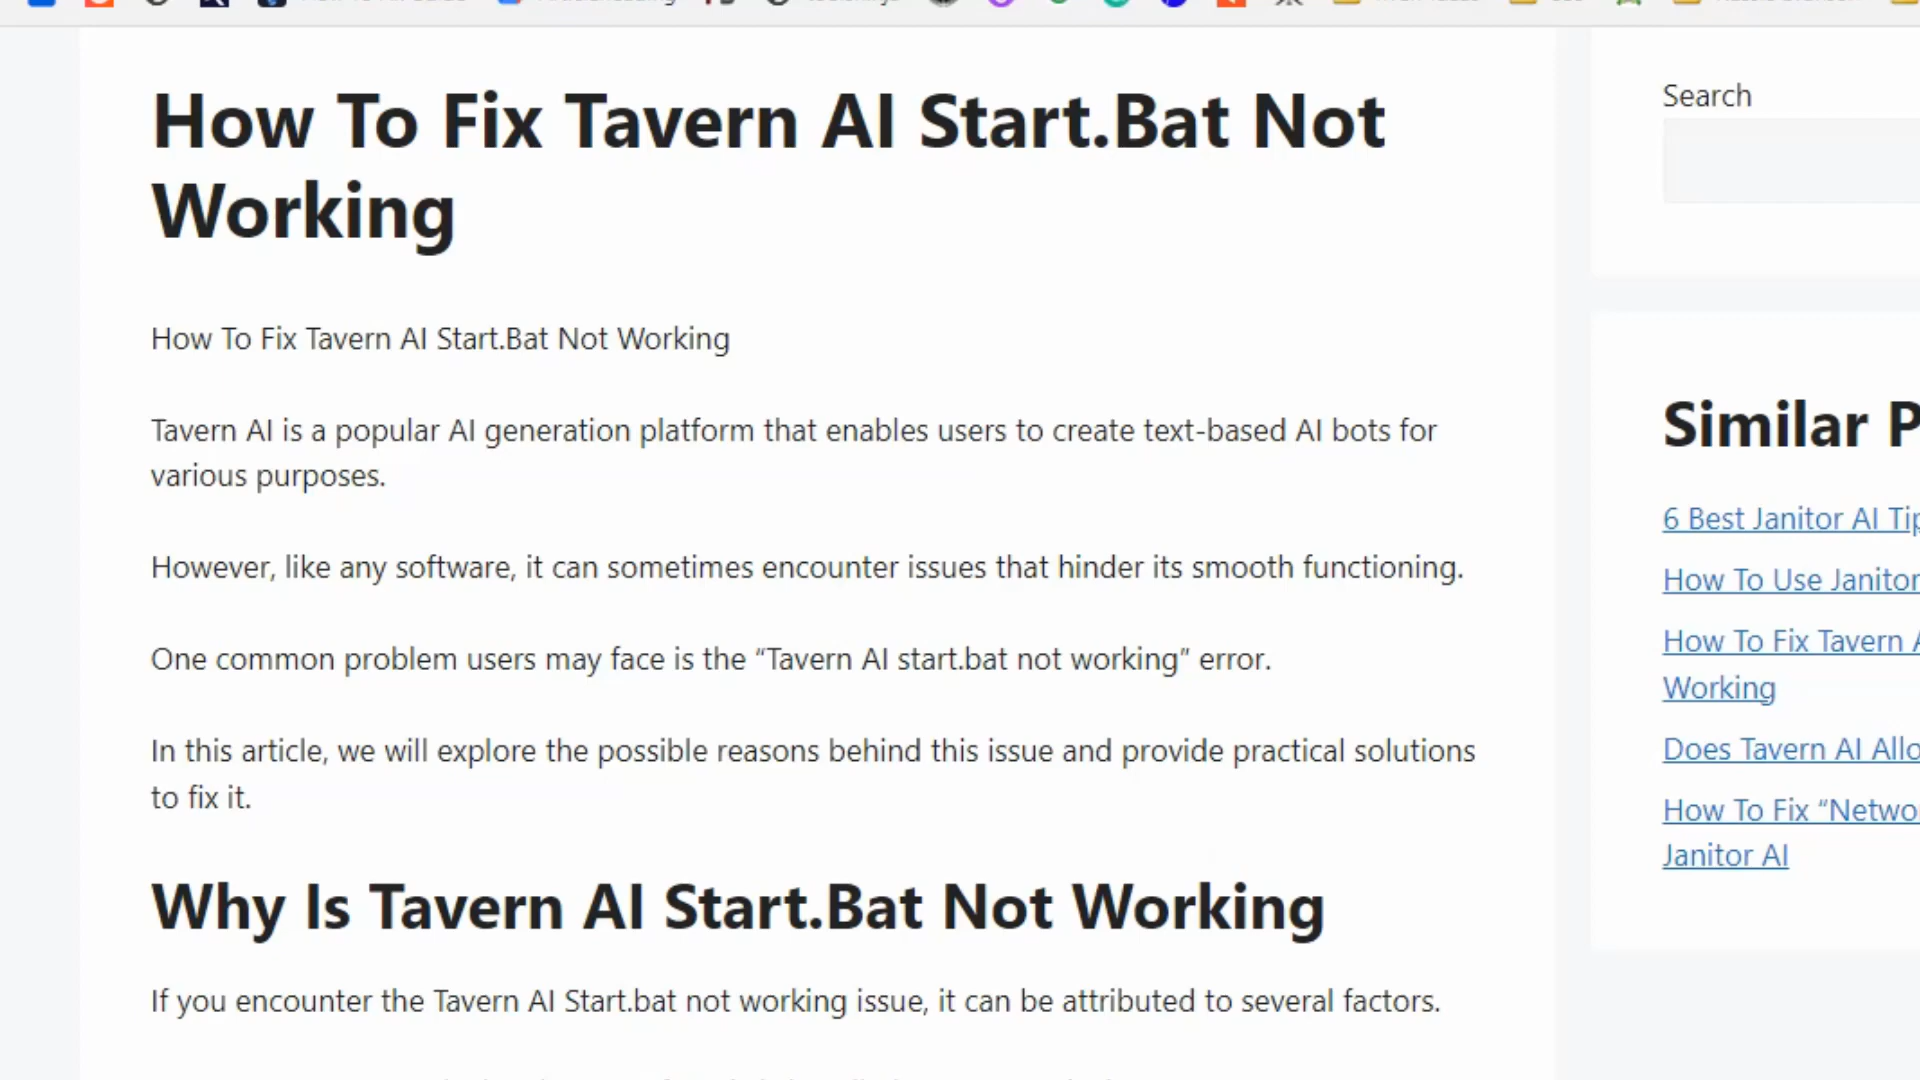 How To Fix Tavern AI Start.Bat Not
Working
How To Fix Tavern AI Start.Bat Not Working
Tavern AI is a popular AI generation platform that enables users to create text-based AI bots for
various purposes.
However, like any software, it can sometimes encounter issues that hinder its smooth functioning.
One common problem users may face is the “Tavern AI start.bat not working” error.
In this article, we will explore the possible reasons behind this issue and provide practical solutions
to fix it.
Why Is Tavern AI Start.Bat Not Working
If you encounter the Tavern AI Start.bat not working issue, it can be attributed to several factors.
Search
Similar P
6 Best Janitor AI Tip
How To Use Janitor
How To Fix Tavern A
Working
Does Tavern AI Allo
How To Fix “Networ
Janitor AI